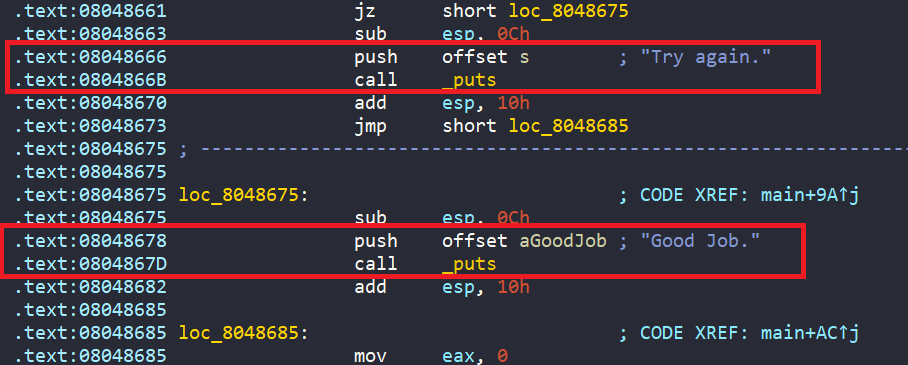 .text:08048661 jz short loc_8048675
.text:08048663 sub esp, 0Ch
.text:08048666 push offset s ; "Try again."
.text:0804866B call _puts
.text:08048670 add esp, 10h
.text:08048673 jmp short loc_8048685
.text:08048675 ; ---------------------------------------------------------------
.text:08048675
.text:08048675 loc_8048675: ; CODE XREF: main+9A↑j
.text:08048675 sub esp, 0Ch
.text:08048678 push offset aGoodJob ; "Good Job."
.text:0804867D call _puts
.text:08048682 add esp, 10h
.text:08048685
.text:08048685 loc_8048685: ; CODE XREF: main+AC↑j
.text:08048685 mov eax, 0